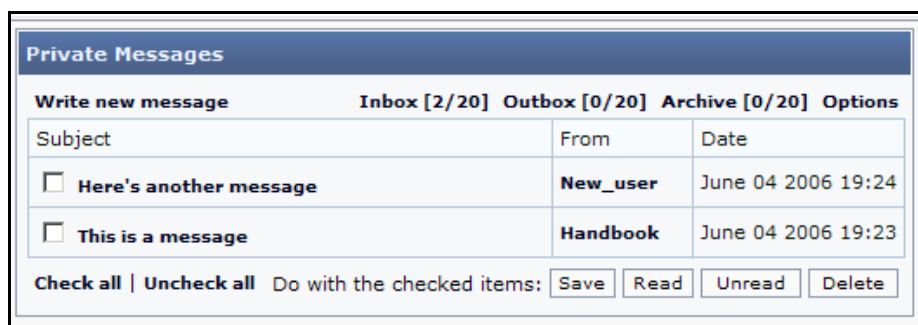 Private Messages
Write new message Inbox [2/20] Outbox [0/20] Archive [0/20] Options
Subject From Date
Here's another message New_user June 04 2006 19:24
This is a message Handbook June 04 2006 19:23
Check all | Uncheck all Do with the checked items: Save Read Unread Delete